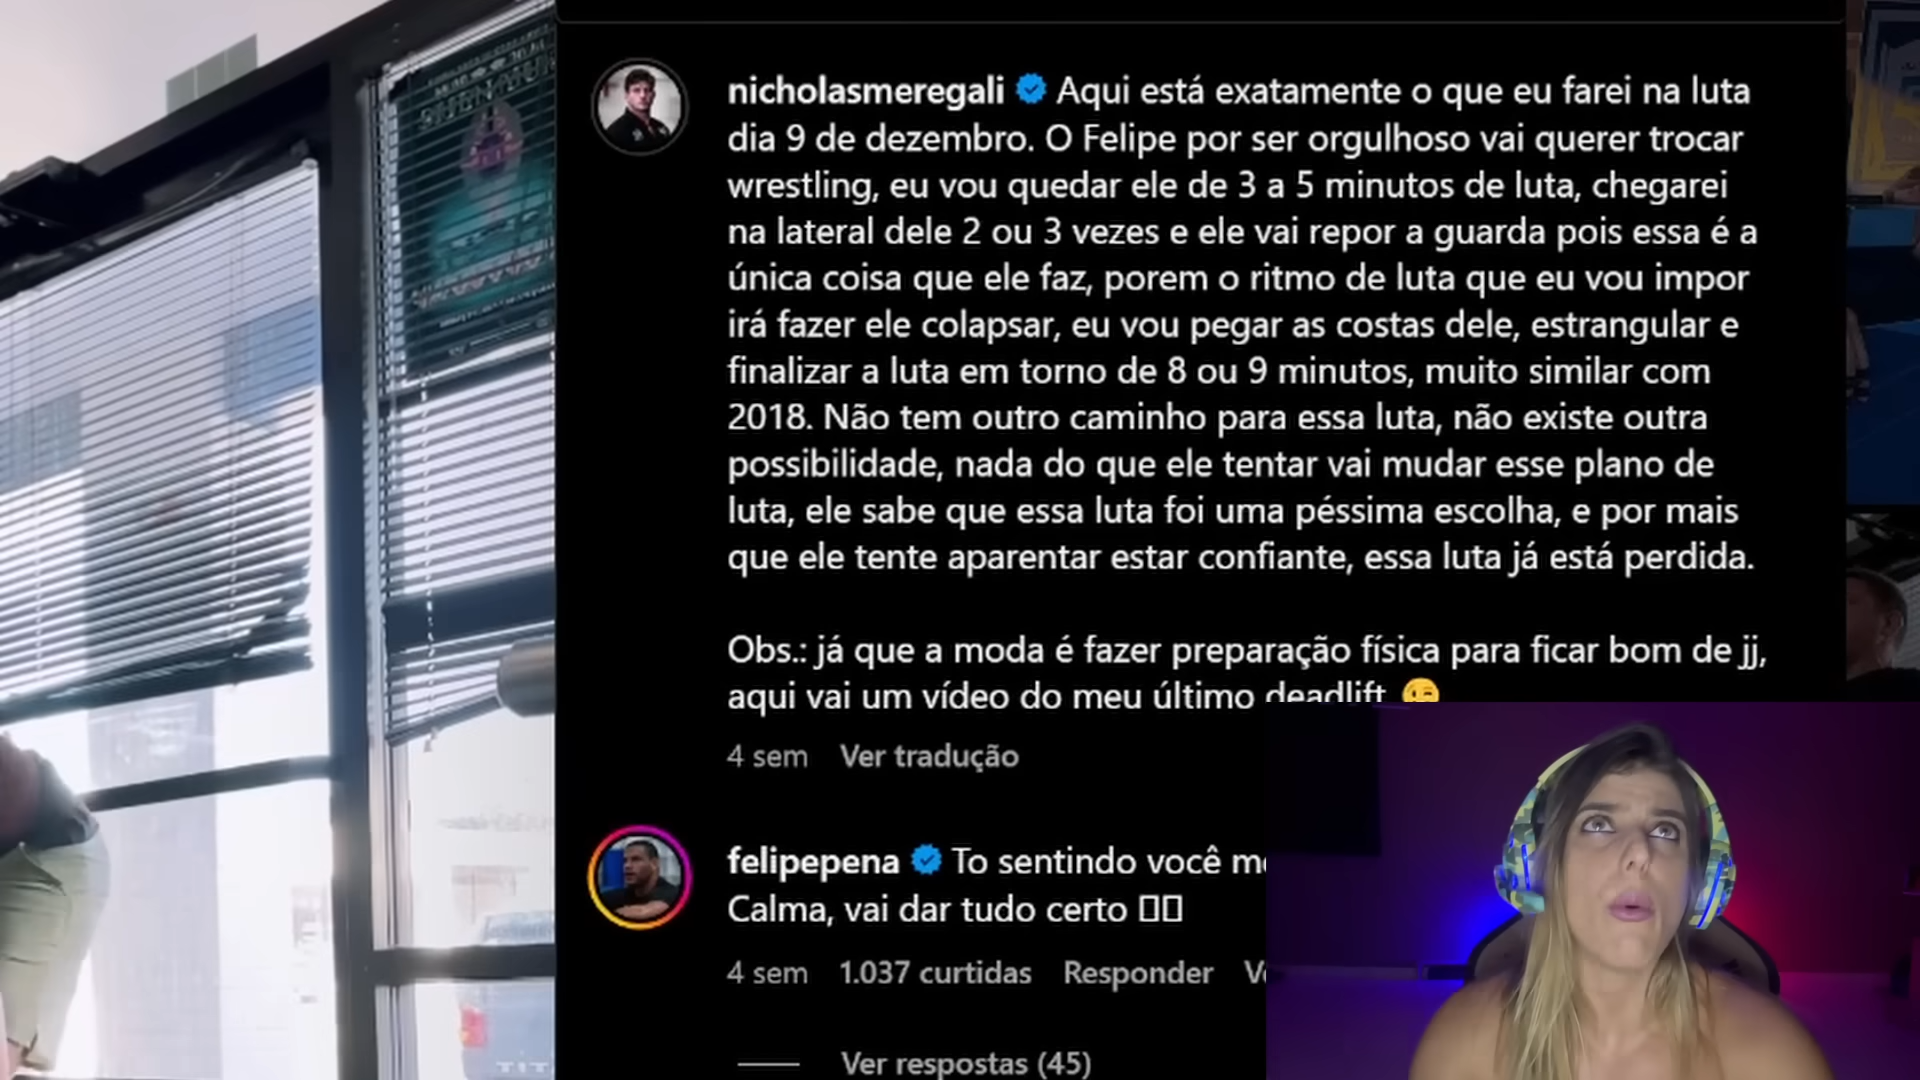 nicholasmeregali Aqui está exatamente o que eu farei na luta
dia 9 de dezembro. O Felipe por ser orgulhoso vai querer trocar
wrestling, eu vou quedar ele de 3 a 5 minutos de luta, chegarei
na lateral dele 2 ou 3 vezes e ele vai repor a guarda pois essa é a
única coisa que ele faz, porem o ritmo de luta que eu vou impor
irá fazer ele colapsar, eu vou pegar as costas dele, estrangular e
finalizar a luta em torno de 8 ou 9 minutos, muito similar com
2018. Não tem outro caminho para essa luta, não existe outra
possibilidade, nada do que ele tentar vai mudar esse plano de
luta, ele sabe que essa luta foi uma péssima escolha, e por mais
que ele tente aparentar estar confiante, essa luta já está perdida.
Obs.: já que a moda é fazer preparação física para ficar bom de jj,
aqui vai um vídeo do meu último deadlift 😉
4 sem Ver tradução
felipepena To sentindo você
Calma, vai dar tudo certo
4 sem 1.037 curtidas Responder
Ver respostas (45)